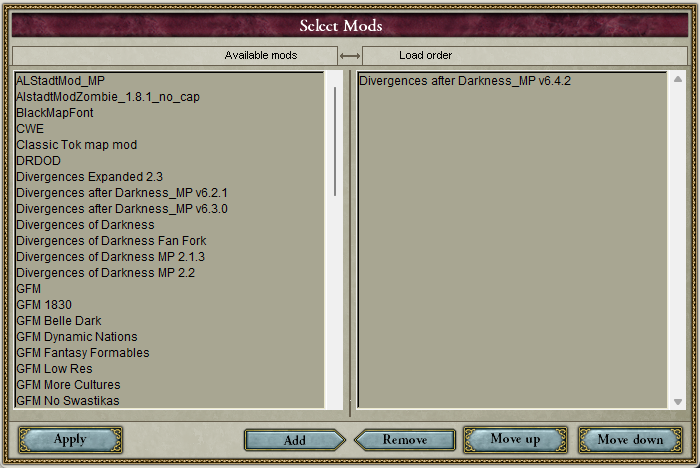 Select Mods
Available mods
Load order
ALStadtMod_MP
AlstadtModZombie_1.8.1_no_cap
BlackMapFont
CWE
Classic Tok map mod
DRDOD
Divergences Expanded 2.3
Divergences after Darkness_MP v6.2.1
Divergences after Darkness_MP v6.3.0
Divergences of Darkness
Divergences of Darkness Fan Fork
Divergences of Darkness MP 2.1.3
Divergences of Darkness MP 2.2
GFM
GFM 1830
GFM Belle Dark
GFM Dynamic Nations
GFM Fantasy Formables
GFM Low Res
GFM More Cultures
GFM No Swastikas
Divergences after Darkness_MP v6.4.2
Apply
Add
Remove
Move up
Move down